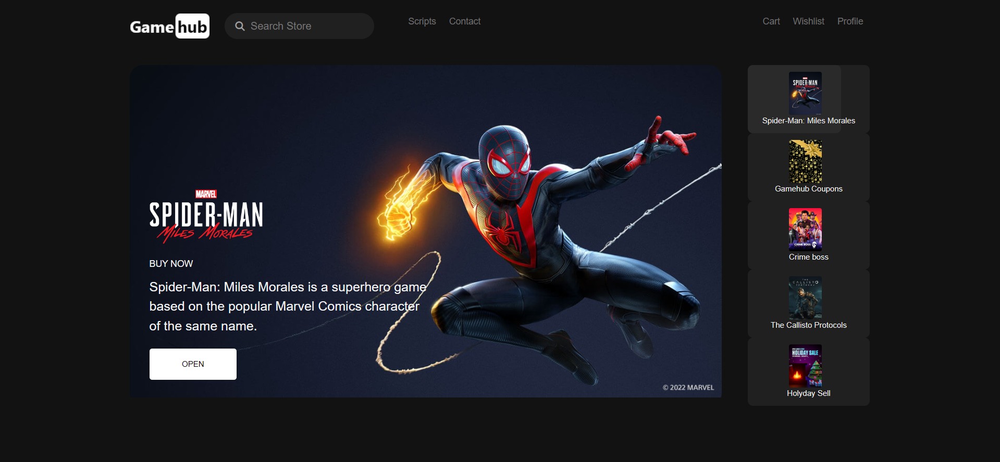 Game hub
Search Store
Scripts
Contact
Cart
Wishlist
Profile
MARVEL
SPIDER-MAN
MILES MORALES
BUY NOW
Spider-Man: Miles Morales is a superhero game
based on the popular Marvel Comics character
of the same name.
OPEN
© 2022 MARVEL
SPIDER-MAN
Spider-Man: Miles Morales
Gamehub Coupons
CRIME BOSS
Crime boss
THE
CALLISTO
PROTOCOL
The Callisto Protocols
HOLIDAY SALE
Holyday Sell